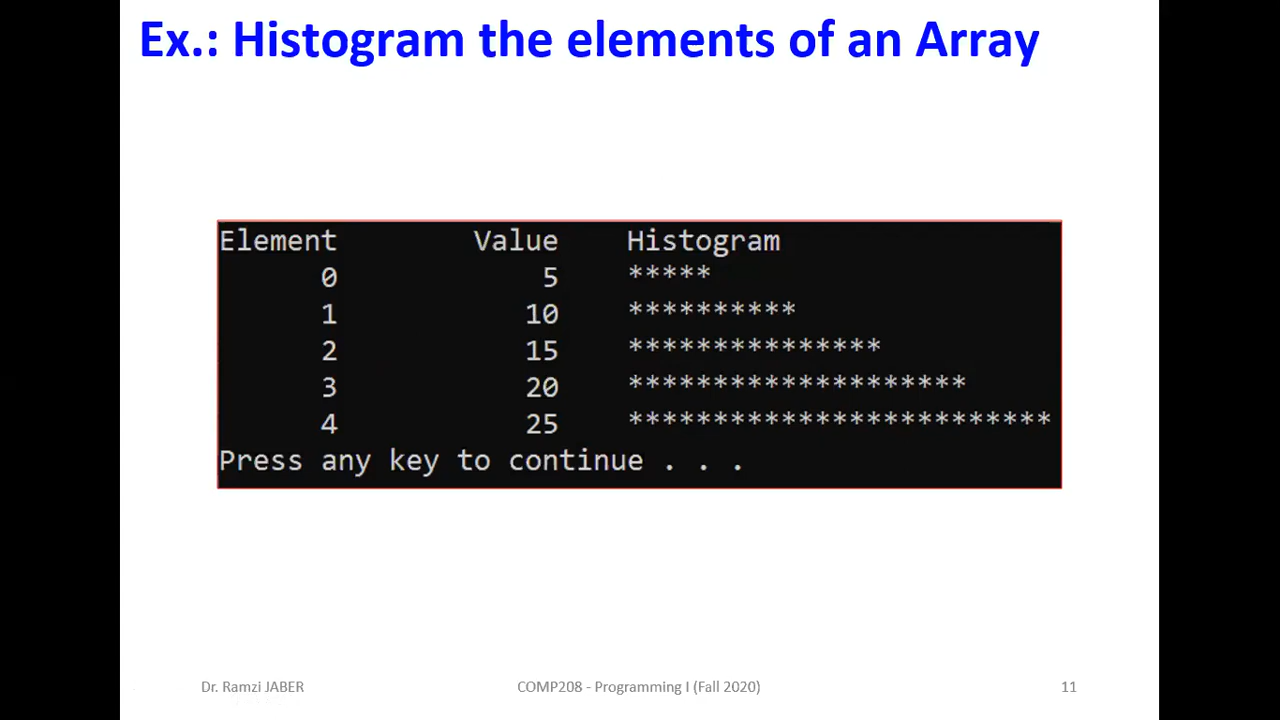 Ex.: Histogram the elements of an Array
Element Value Histogram
0 5 *****
1 10 **********
2 15 ***************
3 20 ********************
4 25 *************************
Press any key to continue . . .
Dr. Ramzi JABER COMP208 - Programming I (Fall 2020) 11